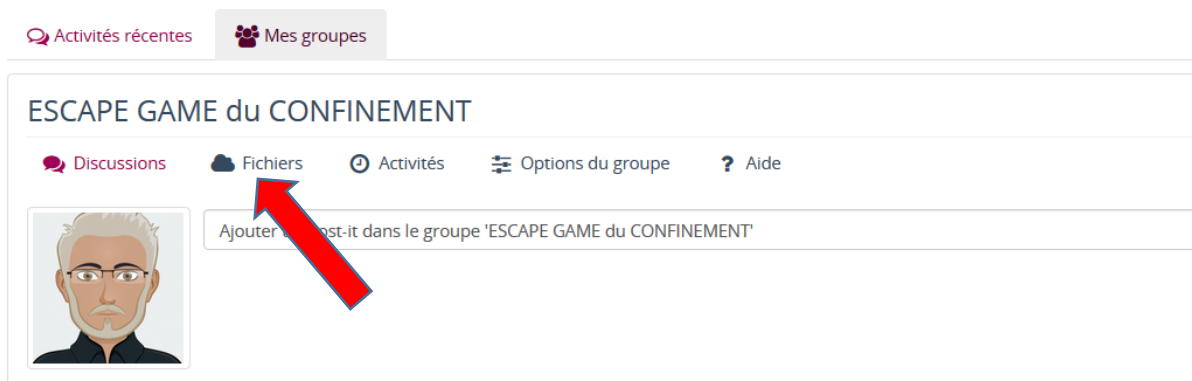 Activités récentes
Mes groupes
ESCAPE GAME du CONFINEMENT
Discussions
Fichiers
Activités
Options du groupe
? Aide
Ajouter ost-it dans le groupe 'ESCAPE GAME du CONFINEMENT'